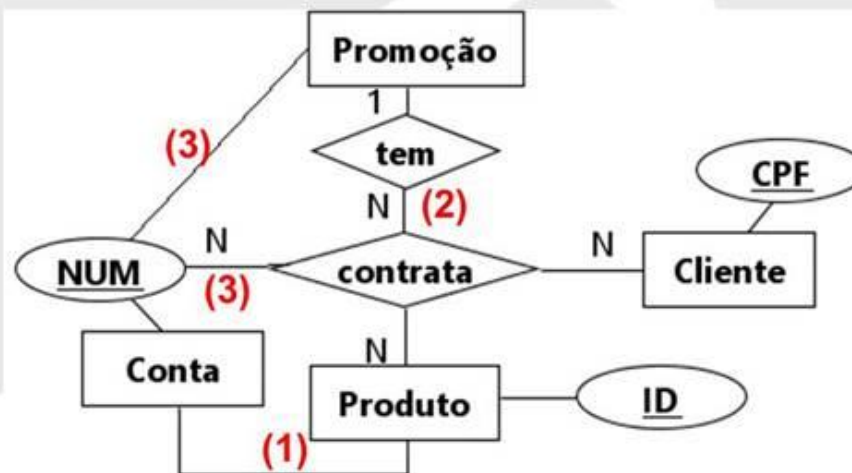 Promoção
1
(3)
tem
CPF
N
(2)
N
N
NUM
contrata
Cliente
(3)
Conta
N
Produto
ID
(1)